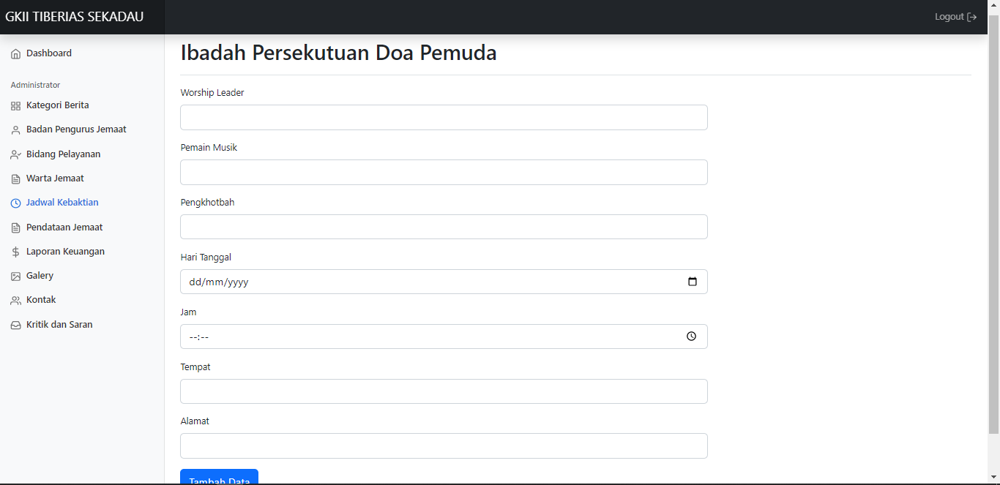 GKII TIBERIAS SEKADAU
Logout
Dashboard
Administrator
Kategori Berita
Badan Pengurus Jemaat
Bidang Pelayanan
Warta Jemaat
Jadwal Kebaktian
Pendataan Jemaat
Laporan Keuangan
Galery
Kontak
Kritik dan Saran
Ibadah Persekutuan Doa Pemuda
Worship Leader
Pemain Musik
Pengkhotbah
Hari Tanggal
dd/mm/yyyy
Jam
--:--
Tempat
Alamat
Tambah Data